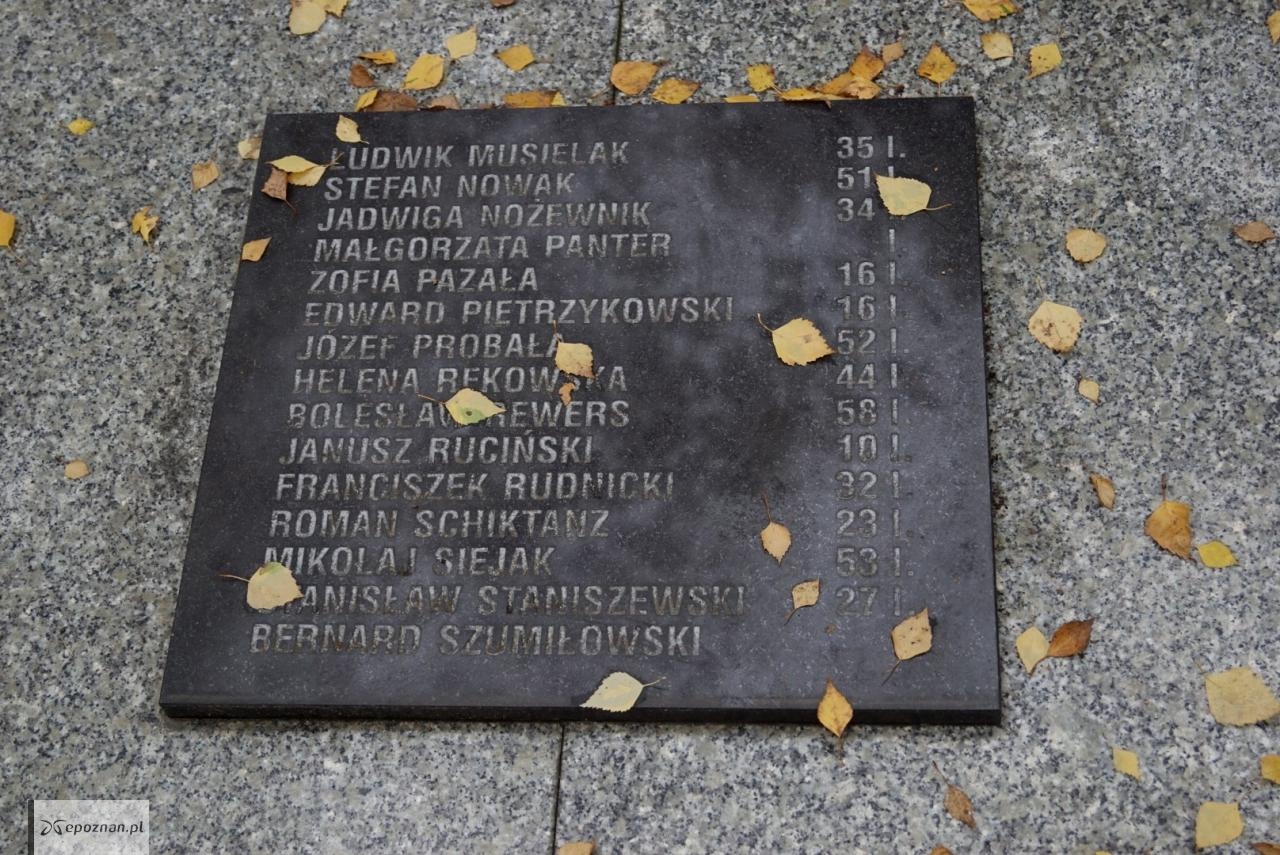 LUDWIK MUSIELAK 35 l.
STEFAN NOWAK 51 l.
JADWIGA NOŻEWNIK 34
MAŁGORZATA PANTER l.
ZOFIA PAZAŁA 16 l.
EDWARD PIETRZYKOWSKI 16 l.
JÓZEF PROBAŁA 52 l.
HELENA RĘKOWSKA 44 l.
BOLESŁAW REWERS 58 l.
JANUSZ RUCIŃSKI 10 l.
FRANCISZEK RUDNICKI 32 l.
ROMAN SCHIKTANZ 23 l.
MIKOŁAJ SIEJAK 53 l.
STANISŁAW STANISZEWSKI 27 l.
BERNARD SZUMIŁOWSKI
epoznan.pl